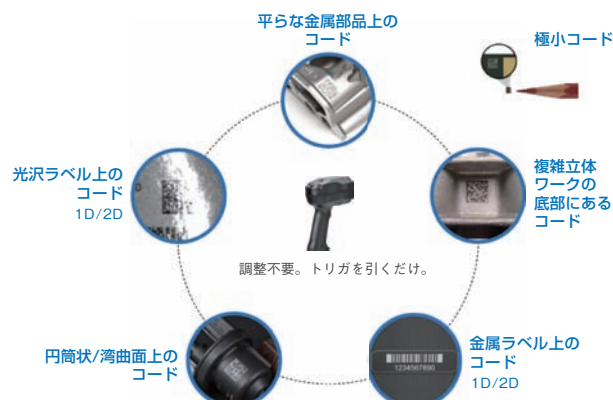 平らな金属部品上の
コード
極小コード
光沢ラベル上の
コード
1D/2D
複雑立体
ワークの
底部にある
コード
調整不要。トリガを引くだけ。
円筒状/湾曲面上の
コード
金属ラベル上の
コード
1D/2D
1234567890